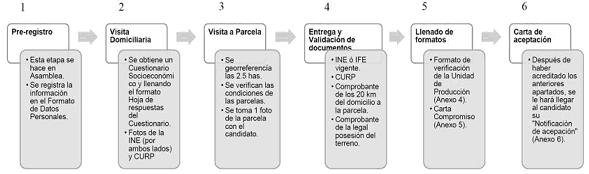 1
2
3
4
5
6
Pre-registro
• Esta etapa se
hace en
Asamblea.
• Se registra la
información
en el Formato
de Datos
Personales.
Visita
Domiciliaria
• Se obtiene un
Cuestionario
Socioeconómi
co y llenando
el formato
Hoja de
respuestas del
Cuestionario.
• Fotos de la
INE (por
ambos lados)
y CURP
Visita a Parcela
• Se
georreferencía
las 2.5 has.
• Se verifican las
condiciones de
las parcelas.
• Se toma 1 foto
de la parcela
con el
candidato.
Entrega y
Validación de
documentos
• INE ó IFE
vigente.
• CURP
• Comprobante
de los 20 km
del domicilio a
la parcela.
• Comprobante
de la legal
posesión del
terreno.
Llenado de
formatos
• Formato de
verificación
de la Unidad
de
Producción
(Anexo 4).
• Carta
Compromiso
(Anexo 5).
Carta de
aceptación
• Después de
haber
acreditado los
anteriores
apartados, se
le hará llegar
al candidato
su
"Notificación
de acepación"
(Anexo 6).